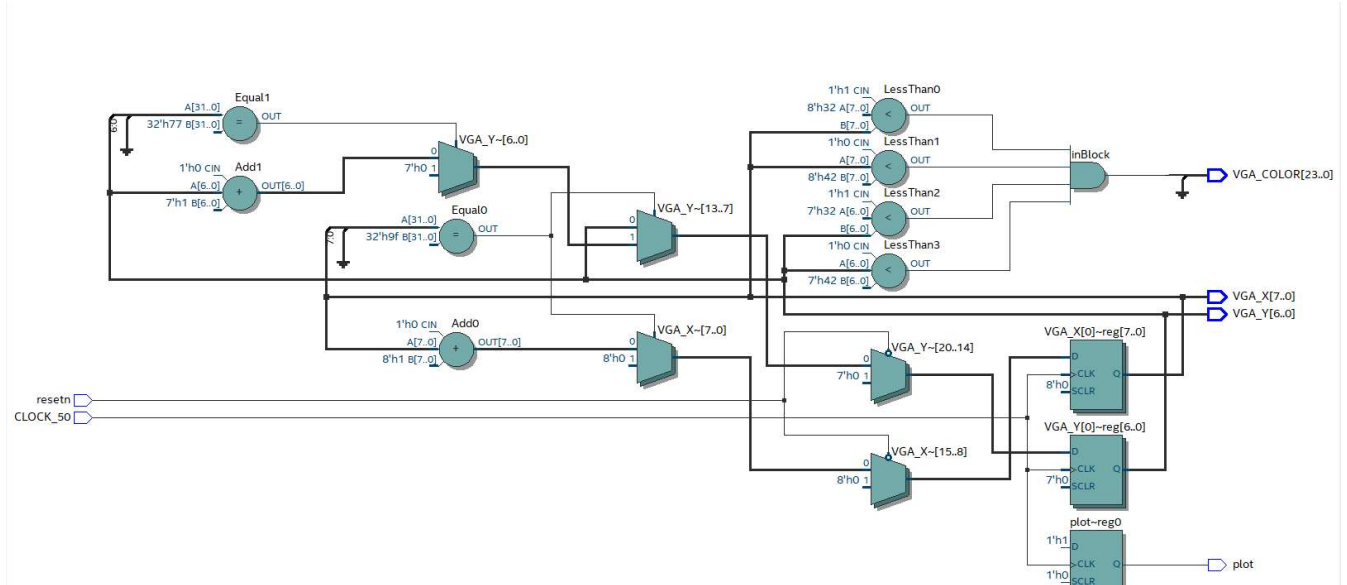 Equal1
A[31..0]
32'h77 B[31..0]
OUT
6:0
1'h0 CIN
Add1
A[6..0]
7'h1 B[6..0]
OUT[6..0]
VGA_Y~[6..0]
0
7'h0 1
Equal0
A[31..0]
32'h9f B[31..0]
OUT
7:0
VGA_Y~[13..7]
0
1
1'h0 CIN
Add0
A[7..0]
8'h1 B[7..0]
OUT[7..0]
VGA_X~[7..0]
0
8'h0 1
1'h1 CIN
LessThan0
8'h32 A[7..0]
OUT
B[7..0]
1'h0 CIN
LessThan1
A[7..0]
OUT
8'h42 B[7..0]
1'h1 CIN
LessThan2
7'h32 A[6..0]
OUT
B[6..0]
1'h0 CIN
LessThan3
A[6..0]
OUT
7'h42 B[6..0]
inBlock
VGA_COLOR[23..0]
VGA_X[7..0]
VGA_Y[6..0]
resetn
CLOCK_50
VGA_Y~[20..14]
0
7'h0 1
VGA_X~[15..8]
0
8'h0 1
VGA_X[0]~reg[7..0]
D
CLK
Q
8'h0
SCLR
VGA_Y[0]~reg[6..0]
D
CLK
Q
7'h0
SCLR
plot~reg0
1'h1
D
CLK
Q
1'h0
SCLR
plot